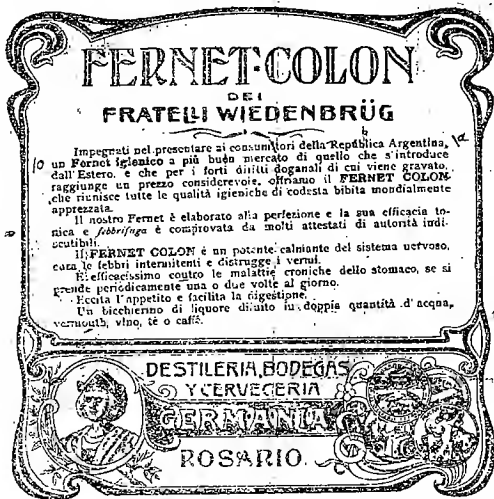 FERNET-COLON
DEI
FRATELLI WIEDENBRÜG
Impegnati nel presentare ai consumitori della República Argentina,
un Fernet igienico a più buon mercato di quello che s'introduce
dall'Estero, e che per i forti diritti doganali di cui viene gravato,
raggiunge un prezzo considerevole, offriamo il FERNET COLON
che riunisce tutte le qualità igieniche di codesta bibita mondialmente
apprezzata.
Il nostro Fernet è elaborato alla perfezione e la sua efficacia to-
nica e febbrifuga è comprovata da molti attestati di autorità indi-
scutibili.
Il FERNET COLON è un potente calmante del sistema nervoso,
cura le febbri intermitenti e distrugge i vermi.
E' efficacissimo contro le malattie croniche dello stomaco, se si
prende periódicamente una o due volte al giorno.
Eccita l'appetito e facilita la digestione.
Un bicchierino di liquore diluito in doppia quantità d'acqua,
vermouth, vino, tè o caffè.
DESTILERIA, BODEGAS
Y CERVECERIA
GERMANIA
ROSARIO.